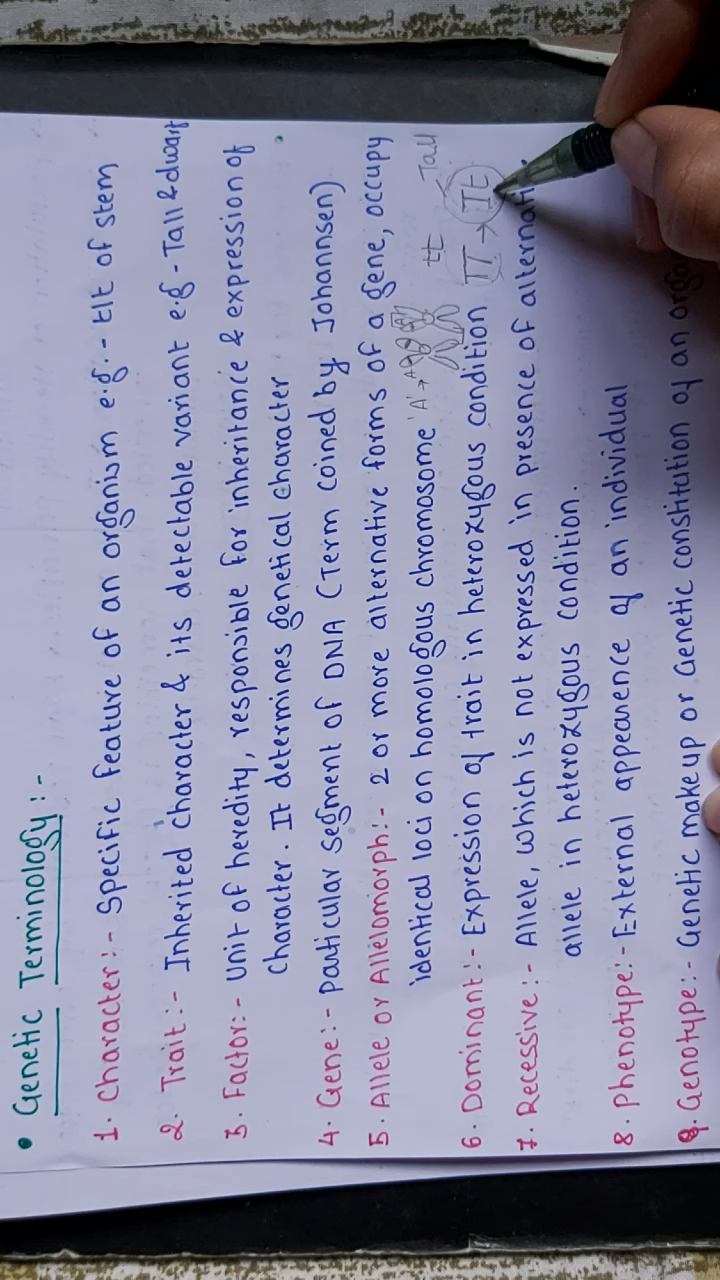 • Genetic Terminology :-
1. Character:- Specific feature of an organism e.g.:- Ht of stem
2. Trait:- Inherited character & its detectable variant e.g - Tall & dwarf
3. Factor:- Unit of heredity, responsible for inheritance & expression of
character. It determines genetical character
4. Gene:- particular segment of DNA (Term coined by Johannsen)
5. Allele or Allelomorph:- 2 or more alternative forms of a gene, occupy
identical loci on homologous chromosome
tt Tall
6. Dominant:- Expression of trait in heterozygous condition TT → Tt
7. Recessive:- Allele, which is not expressed in presence of
allele in heterozygous condition.
8. Phenotype:- External appearence of an individual
9. Genotype:- Genetic makeup or Genetic constitution of an